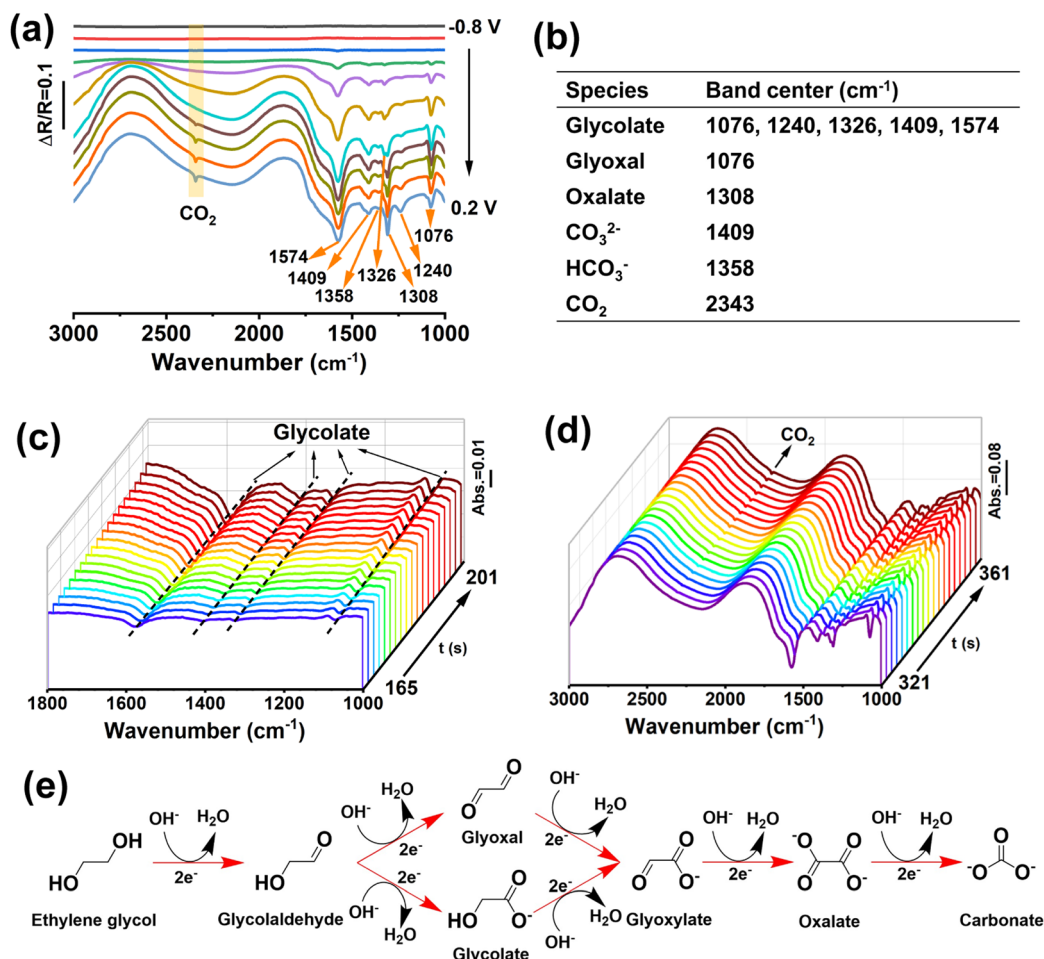 (a)
-0.8 V
ΔR/R=0.1
CO₂
0.2 V
1574
1409
1358
1326
1308
1240
1076
3000 2500 2000 1500 1000
Wavenumber (cm⁻¹)
(b)
Species Band center (cm⁻¹)
Glycolate 1076, 1240, 1326, 1409, 1574
Glyoxal 1076
Oxalate 1308
CO₃²⁻ 1409
HCO₃⁻ 1358
CO₂ 2343
(c)
Glycolate
Abs.=0.01
201
t (s)
165
1800 1600 1400 1200 1000
Wavenumber (cm⁻¹)
(d)
CO₂
Abs.=0.08
361
t (s)
321
3000 2500 2000 1500 1000
Wavenumber (cm⁻¹)
(e)
OH
HO
Ethylene glycol
OH⁻
H₂O
2e⁻
O
HO
Glycolaldehyde
OH⁻
H₂O
2e⁻
2e⁻
OH⁻
H₂O
O
O
Glyoxal
O
HO
O⁻
Glycolate
OH⁻
H₂O
2e⁻
2e⁻
H₂O
OH⁻
O
O
O⁻
Glyoxylate
OH⁻
H₂O
2e⁻
⁻O
O
O
O⁻
Oxalate
OH⁻
H₂O
2e⁻
O
⁻O
O⁻
Carbonate